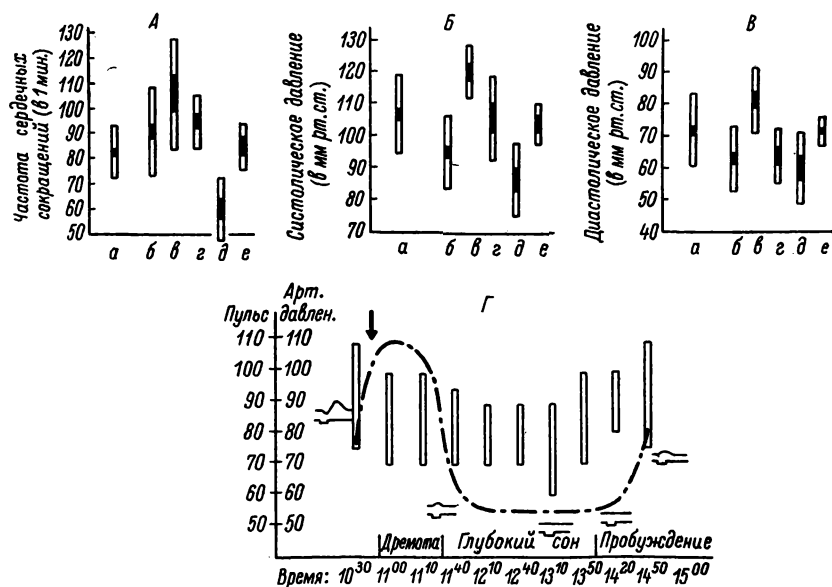 А
Частота сердечных
сокращений (в 1 мин.)
130
120
110
100
90
80
70
60
50
а б в г д е
Б
Систолическое давление
(в мм рт.ст.)
130
120
110
100
90
80
70
а б в г д е
В
Диастолическое давление
(в мм рт.ст.)
100
90
80
70
60
50
40
а б в г д е
Г
Арт.
Пульс давлен.
110 110
100 100
90 90
80 80
70 70
60 60
50 50
Дремота Глубокий сон Пробуждение
Время: 10³⁰ 11⁰⁰ 11¹⁰ 11⁴⁰ 12¹⁰ 12⁴⁰ 13¹⁰ 13⁵⁰ 14²⁰ 14⁵⁰ 15⁰⁰